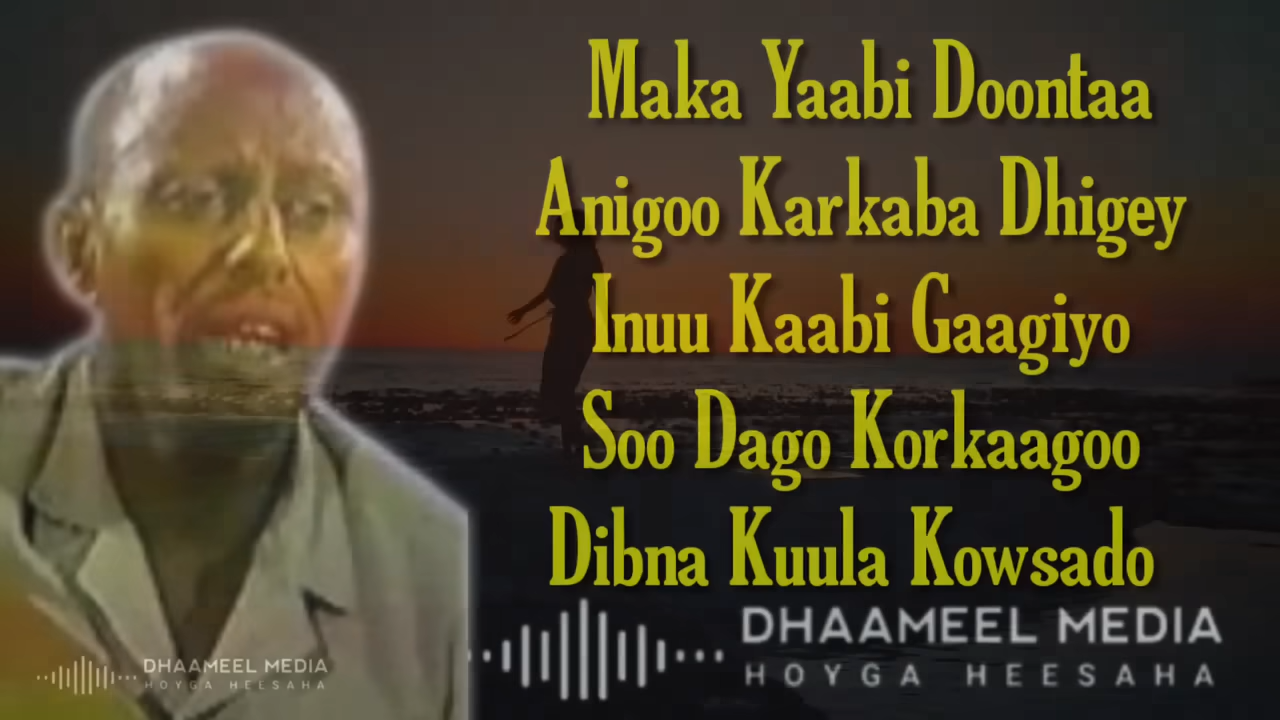 Maka Yaabi Doontaa
Anigoo Karkaba Dhigey
Inuu Kaabi Gaagiyo
Soo Dago Korkaagoo
Dibna Kuula Kowsado
DHAAMEEL MEDIA
HOYGA HEESAHA
DHAAMEEL MEDIA
HOYGA HEESAHA